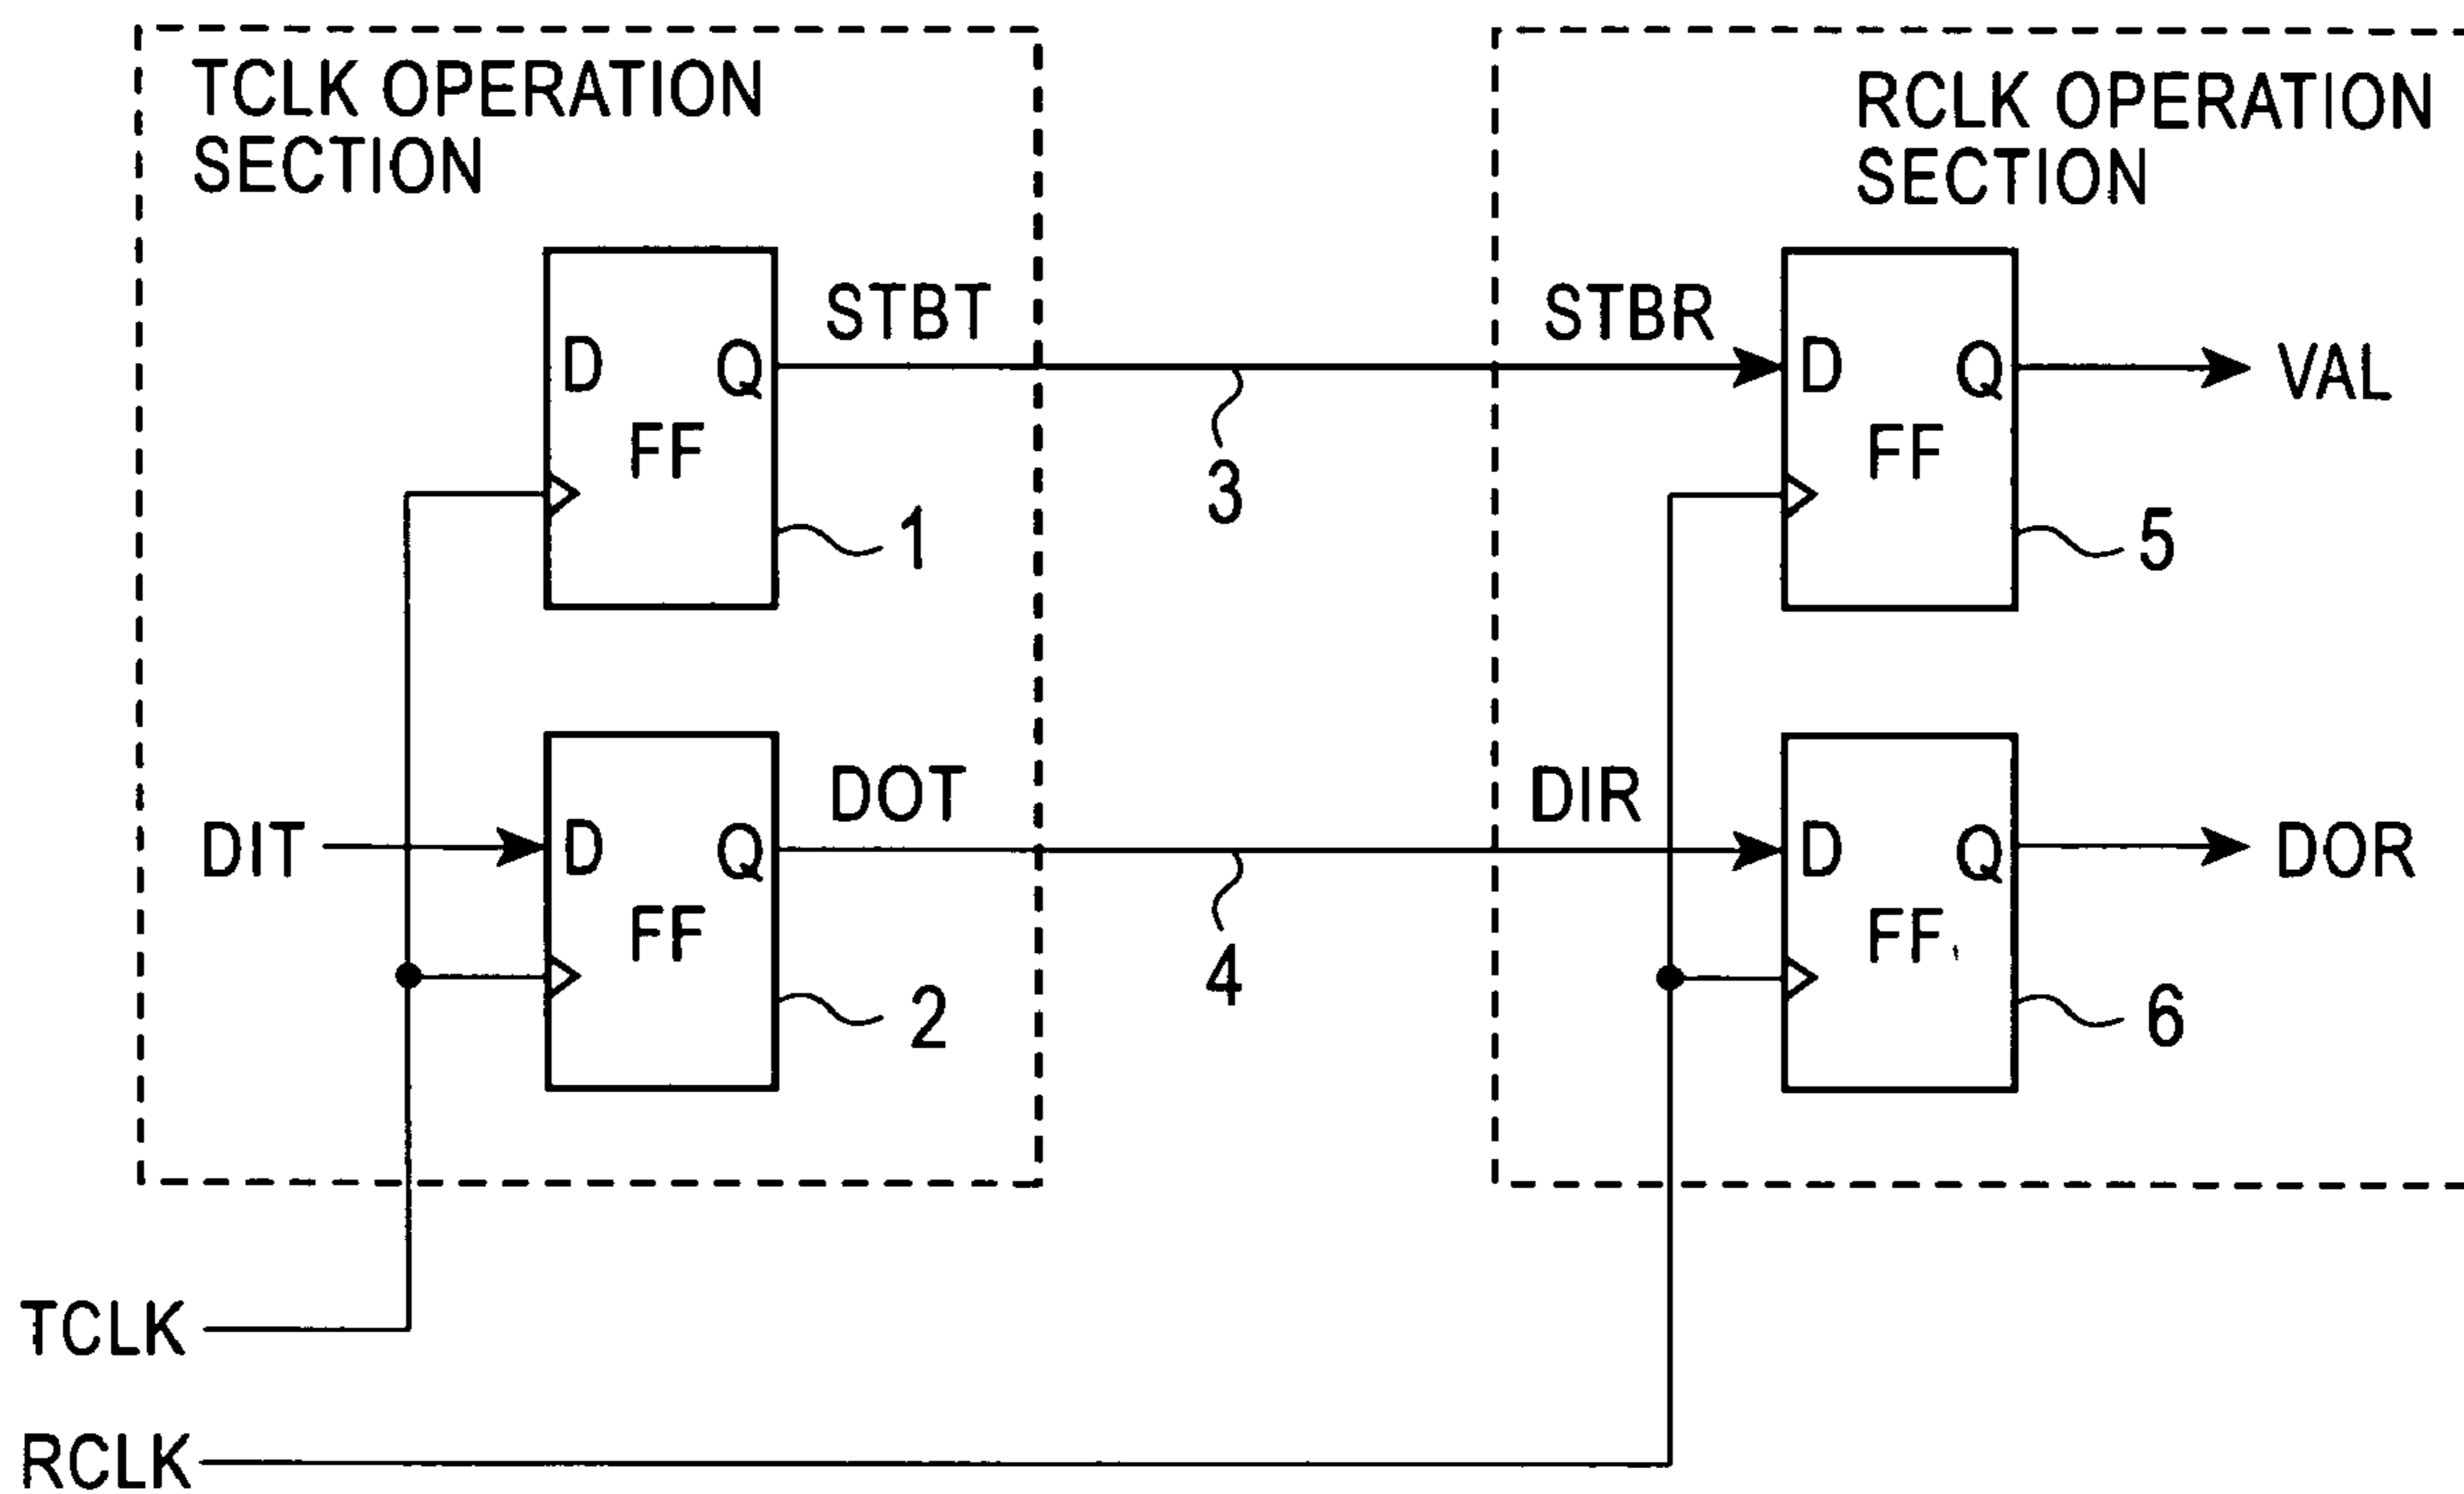 TCLK OPERATION
SECTION
RCLK OPERATION
SECTION
STBT
STBR
D Q
FF
1
3
D Q
FF
5
VAL
DIT
DOT
DIR
D Q
FF
2
4
D Q
FF
6
DOR
TCLK
RCLK